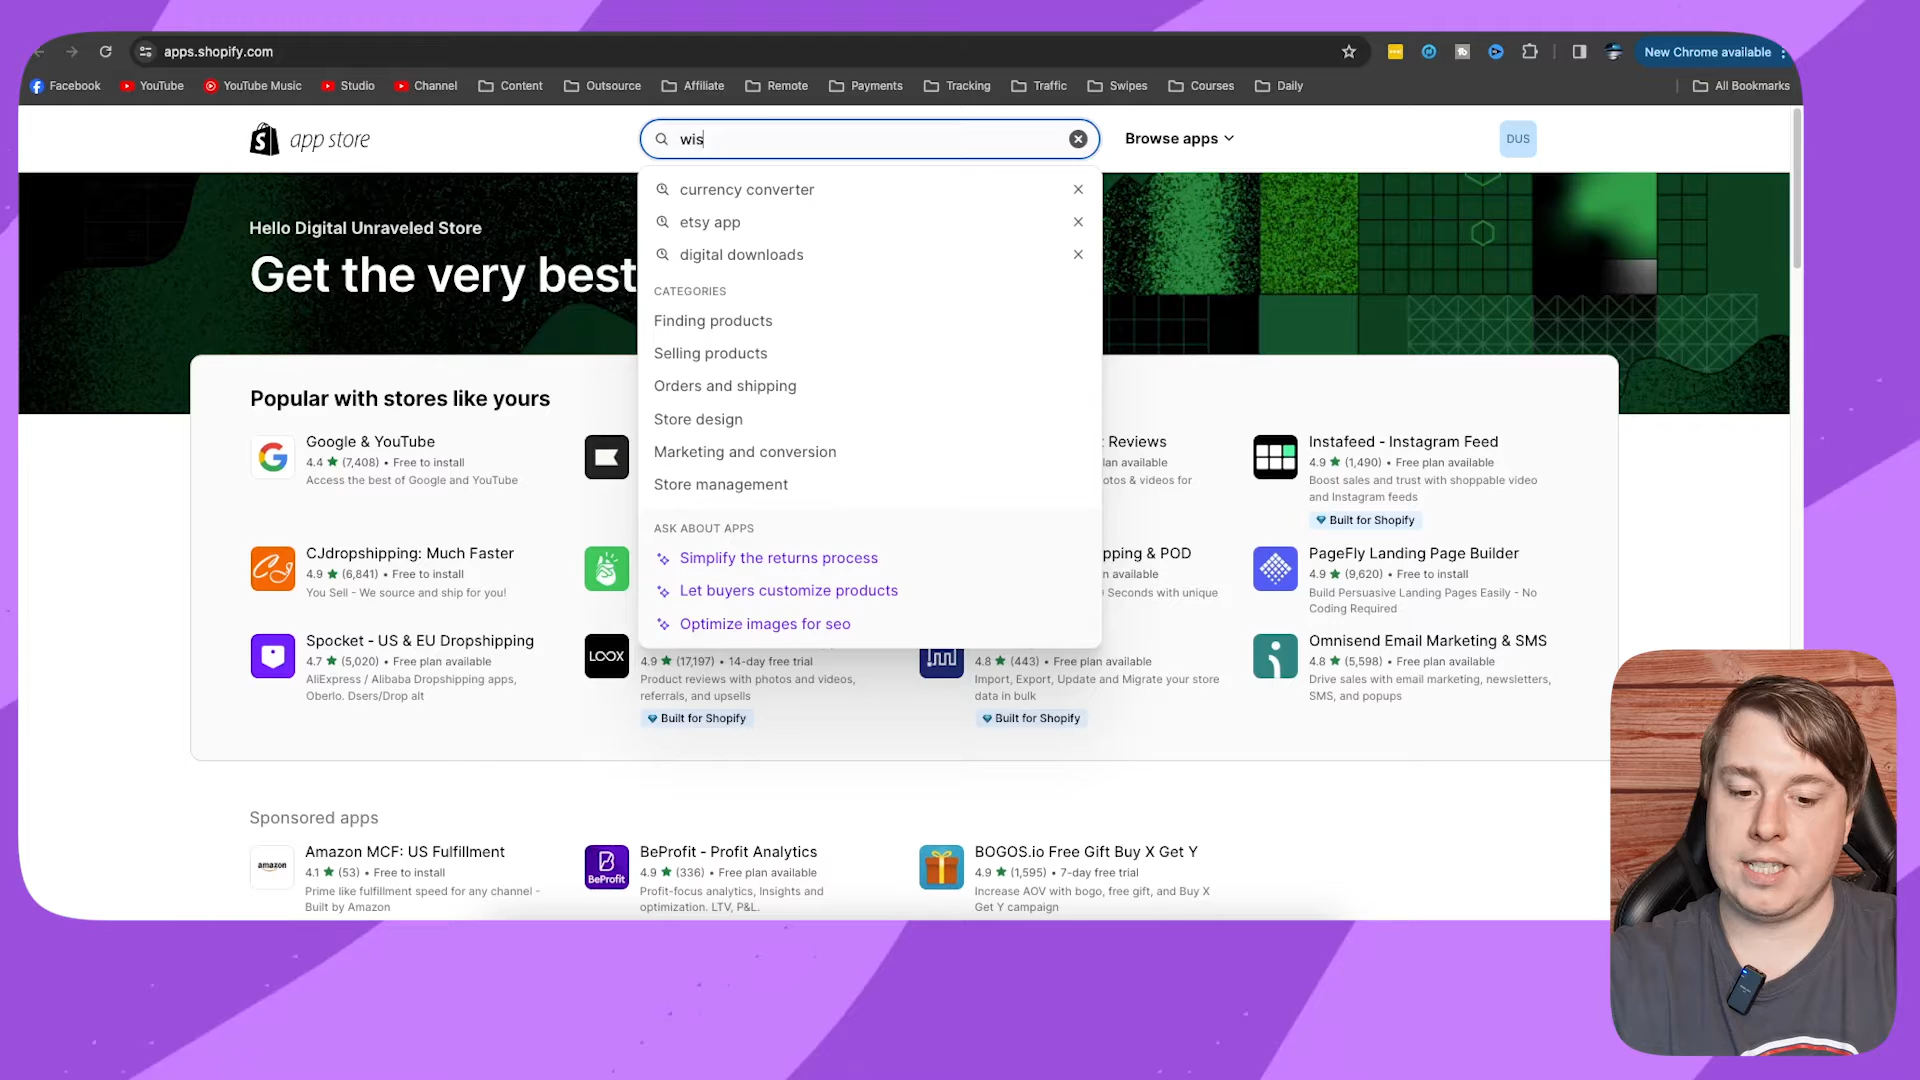 apps.shopify.com
New Chrome available
Facebook
YouTube
YouTube Music
Studio
Channel
Content
Outsource
Affiliate
Remote
Payments
Tracking
Traffic
Swipes
Courses
Daily
All Bookmarks
app store
wis
Browse apps
DUS
currency converter
etsy app
digital downloads
CATEGORIES
Finding products
Selling products
Orders and shipping
Store design
Marketing and conversion
Store management
ASK ABOUT APPS
Simplify the returns process
Let buyers customize products
Optimize images for seo
Hello Digital Unraveled Store
Get the very best
Popular with stores like yours
Google & YouTube
4.4 ★ (7,408) • Free to install
Access the best of Google and YouTube
t Reviews
lan available
otos & videos for
Instafeed - Instagram Feed
4.9 ★ (1,490) • Free plan available
Boost sales and trust with shoppable video
and Instagram feeds
Built for Shopify
CJdropshipping: Much Faster
4.9 ★ (6,841) • Free to install
You Sell - We source and ship for you!
pping & POD
n available
Seconds with unique
PageFly Landing Page Builder
4.9 ★ (9,620) • Free to install
Build Persuasive Landing Pages Easily - No
Coding Required
Spocket - US & EU Dropshipping
4.7 ★ (5,020) • Free plan available
AliExpress / Alibaba Dropshipping apps,
Oberlo. Dsers/Drop alt
LOOX
4.9 ★ (17,197) • 14-day free trial
Product reviews with photos and videos,
referrals, and upsells
Built for Shopify
4.8 ★ (443) • Free plan available
Import, Export, Update and Migrate your store
data in bulk
Built for Shopify
Omnisend Email Marketing & SMS
4.8 ★ (5,598) • Free plan available
Drive sales with email marketing, newsletters,
SMS, and popups
Sponsored apps
amazon
Amazon MCF: US Fulfillment
4.1 ★ (53) • Free to install
Prime like fulfillment speed for any channel -
Built by Amazon
BeProfit
BeProfit - Profit Analytics
4.9 ★ (336) • Free plan available
Profit-focus analytics, Insights and
optimization. LTV, P&L.
BOGOS.io Free Gift Buy X Get Y
4.9 ★ (1,595) • 7-day free trial
Increase AOV with bogo, free gift, and Buy X
Get Y campaign